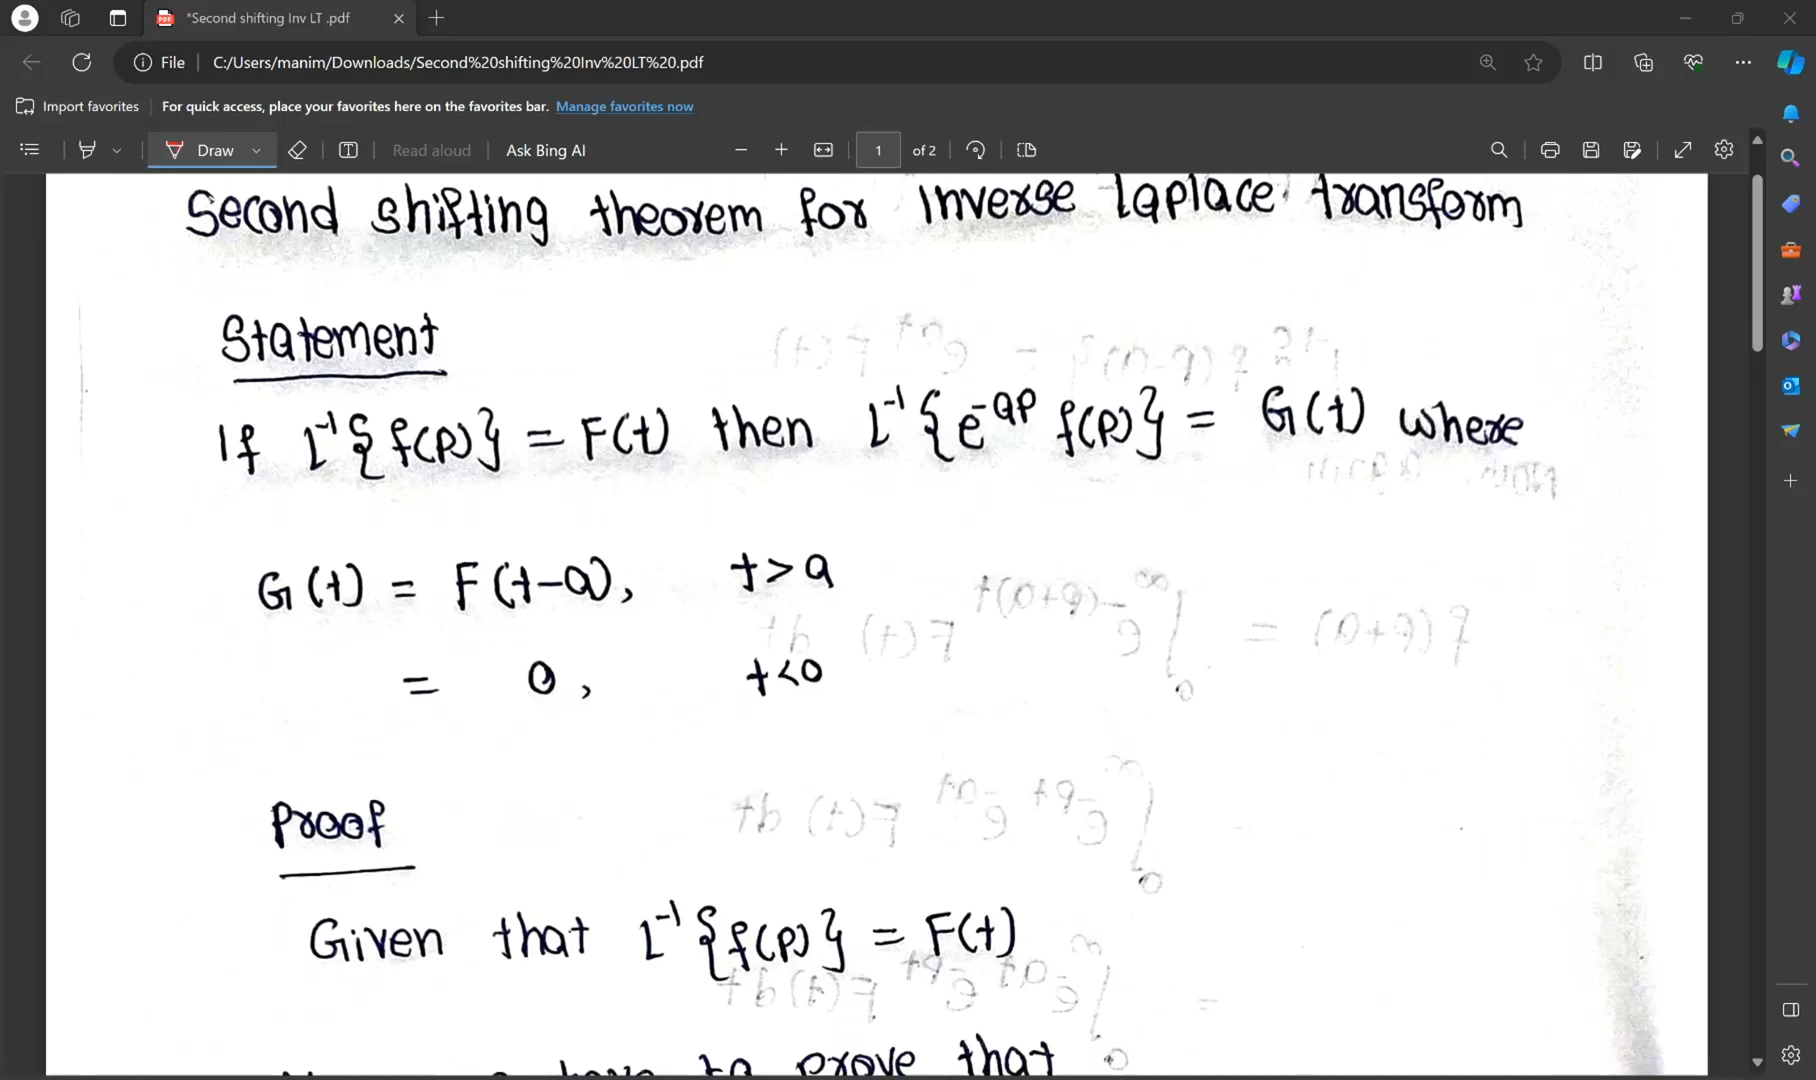 *Second shifting Inv LT .pdf
File C:/Users/manim/Downloads/Second%20shifting%20Inv%20LT%20.pdf
Import favorites For quick access, place your favorites here on the favorites bar. Manage favorites now
Draw Read aloud Ask Bing AI 1 of 2
Second shifting theorem for Inverse Laplace transform
Statement
If L⁻¹{f(p)} = F(t) then L⁻¹{e^-ap f(p)} = G(t) where
G(t) = F(t-a), t>a
= 0, t<0
Proof
Given that L⁻¹{f(p)} = F(t)
have to prove that